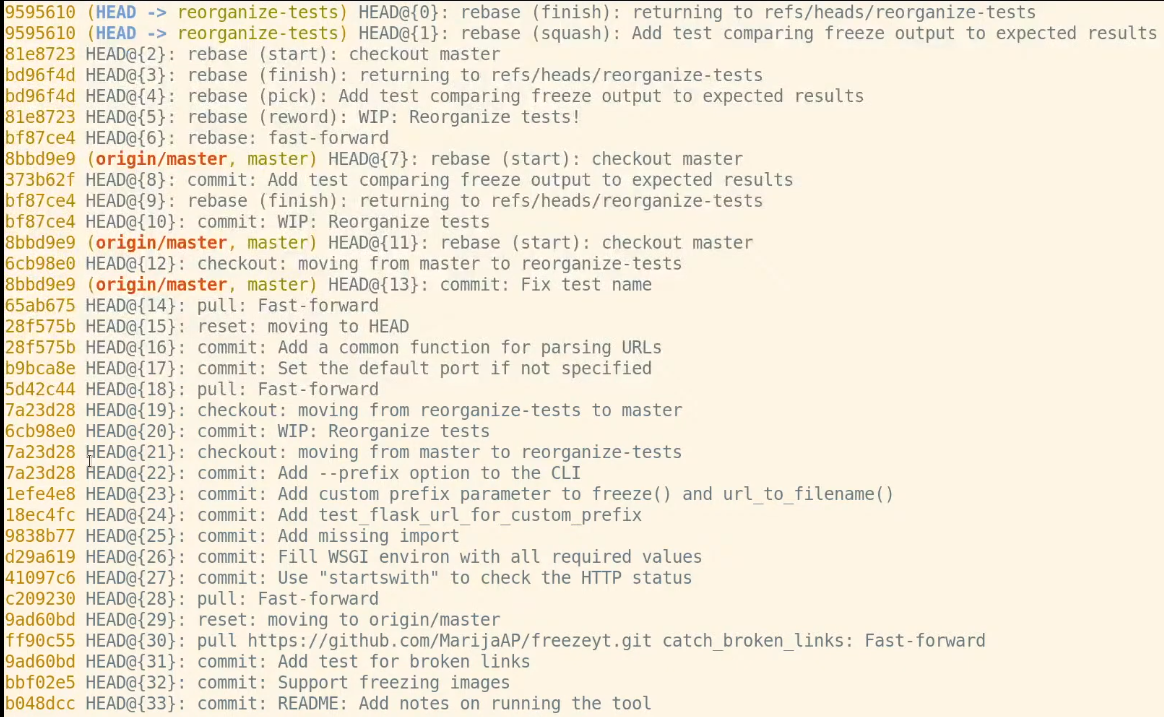 9595610 (HEAD -> reorganize-tests) HEAD@{0}: rebase (finish): returning to refs/heads/reorganize-tests
9595610 (HEAD -> reorganize-tests) HEAD@{1}: rebase (squash): Add test comparing freeze output to expected results
81e8723 HEAD@{2}: rebase (start): checkout master
bd96f4d HEAD@{3}: rebase (finish): returning to refs/heads/reorganize-tests
bd96f4d HEAD@{4}: rebase (pick): Add test comparing freeze output to expected results
81e8723 HEAD@{5}: rebase (reword): WIP: Reorganize tests!
bf87ce4 HEAD@{6}: rebase: fast-forward
8bbd9e9 (origin/master, master) HEAD@{7}: rebase (start): checkout master
373b62f HEAD@{8}: commit: Add test comparing freeze output to expected results
bf87ce4 HEAD@{9}: rebase (finish): returning to refs/heads/reorganize-tests
bf87ce4 HEAD@{10}: commit: WIP: Reorganize tests
8bbd9e9 (origin/master, master) HEAD@{11}: rebase (start): checkout master
6cb98e0 HEAD@{12}: checkout: moving from master to reorganize-tests
8bbd9e9 (origin/master, master) HEAD@{13}: commit: Fix test name
65ab675 HEAD@{14}: pull: Fast-forward
28f575b HEAD@{15}: reset: moving to HEAD
28f575b HEAD@{16}: commit: Add a common function for parsing URLs
b9bca8e HEAD@{17}: commit: Set the default port if not specified
5d42c44 HEAD@{18}: pull: Fast-forward
7a23d28 HEAD@{19}: checkout: moving from reorganize-tests to master
6cb98e0 HEAD@{20}: commit: WIP: Reorganize tests
7a23d28 HEAD@{21}: checkout: moving from master to reorganize-tests
7a23d28 HEAD@{22}: commit: Add --prefix option to the CLI
1efe4e8 HEAD@{23}: commit: Add custom prefix parameter to freeze() and url_to_filename()
18ec4fc HEAD@{24}: commit: Add test_flask_url_for_custom_prefix
9838b77 HEAD@{25}: commit: Add missing import
d29a619 HEAD@{26}: commit: Fill WSGI environ with all required values
41097c6 HEAD@{27}: commit: Use "startswith" to check the HTTP status
c209230 HEAD@{28}: pull: Fast-forward
9ad60bd HEAD@{29}: reset: moving to origin/master
ff90c55 HEAD@{30}: pull https://github.com/MarijaAP/freezeyt.git catch_broken_links: Fast-forward
9ad60bd HEAD@{31}: commit: Add test for broken links
bbf02e5 HEAD@{32}: commit: Support freezing images
b048dcc HEAD@{33}: commit: README: Add notes on running the tool